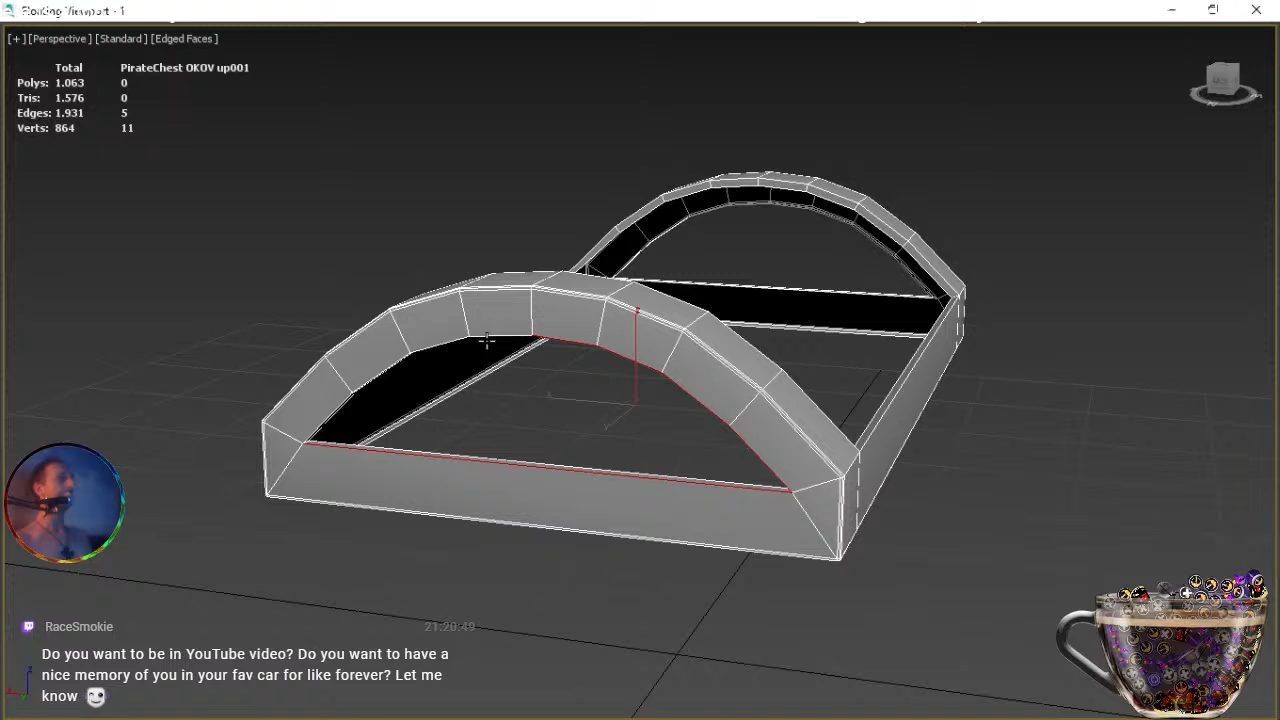 Floating Viewport - 1
[ + ] [Perspective ] [Standard ] [Edged Faces ]
Total PirateChest OKOV up001
Polys: 1.063 0
Tris: 1.576 0
Edges: 1.931 5
Verts: 864 11
RaceSmokie 21:20:49
Do you want to be in YouTube video? Do you want to have a
nice memory of you in your fav car for like forever? Let me
know